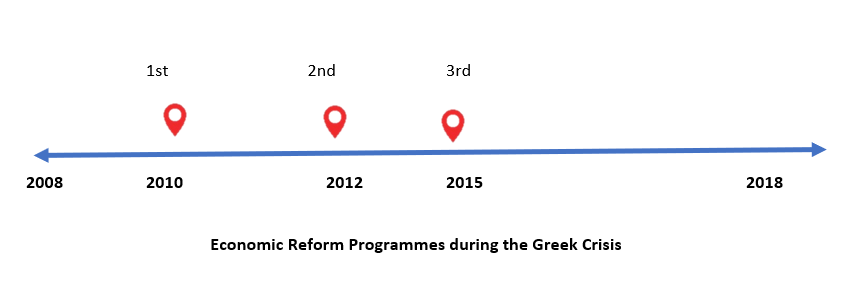 1st 2nd 3rd
2008 2010 2012 2015 2018
Economic Reform Programmes during the Greek Crisis